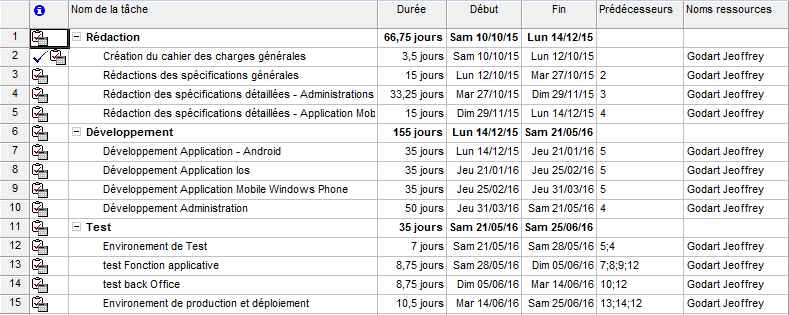 Nom de la tâche Durée Début Fin Prédécesseurs Noms ressources
1 Rédaction 66,75 jours Sam 10/10/15 Lun 14/12/15
2 Création du cahier des charges générales 3,5 jours Sam 10/10/15 Lun 12/10/15 Godart Jeoffrey
3 Rédactions des spécifications générales 15 jours Lun 12/10/15 Mar 27/10/15 2 Godart Jeoffrey
4 Rédaction des spécifications détaillées - Administrations 33,25 jours Mar 27/10/15 Dim 29/11/15 3 Godart Jeoffrey
5 Rédaction des spécifications détaillées - Application Mob 15 jours Dim 29/11/15 Lun 14/12/15 4 Godart Jeoffrey
6 Développement 155 jours Lun 14/12/15 Sam 21/05/16
7 Développement Application - Android 35 jours Lun 14/12/15 Jeu 21/01/16 5 Godart Jeoffrey
8 Développement Application Ios 35 jours Jeu 21/01/16 Jeu 25/02/16 5 Godart Jeoffrey
9 Développement Application Mobile Windows Phone 35 jours Jeu 25/02/16 Jeu 31/03/16 5 Godart Jeoffrey
10 Développement Administration 50 jours Jeu 31/03/16 Sam 21/05/16 4 Godart Jeoffrey
11 Test 35 jours Sam 21/05/16 Sam 25/06/16
12 Environement de Test 7 jours Sam 21/05/16 Sam 28/05/16 5;4 Godart Jeoffrey
13 test Fonction applicative 8,75 jours Sam 28/05/16 Dim 05/06/16 7;8;9;12 Godart Jeoffrey
14 test back Office 8,75 jours Dim 05/06/16 Mar 14/06/16 10;12 Godart Jeoffrey
15 Environement de production et déploiement 10,5 jours Mar 14/06/16 Sam 25/06/16 13;14;12 Godart Jeoffrey